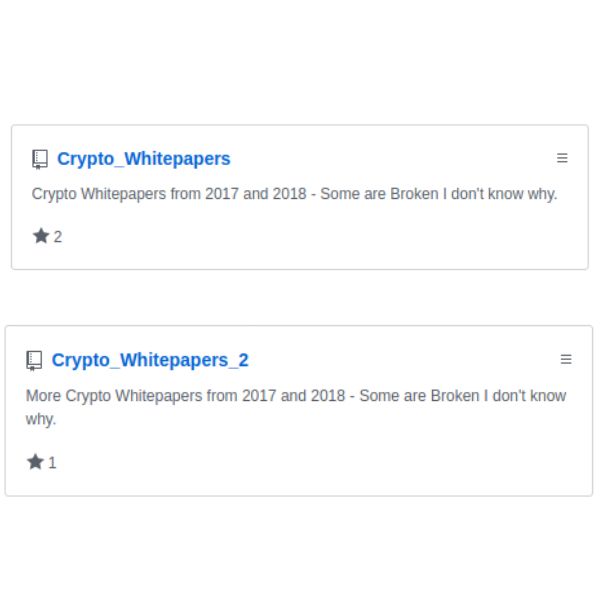 Crypto_Whitepapers
Crypto Whitepapers from 2017 and 2018 - Some are Broken I don't know why.
2
Crypto_Whitepapers_2
More Crypto Whitepapers from 2017 and 2018 - Some are Broken I don't know
why.
1